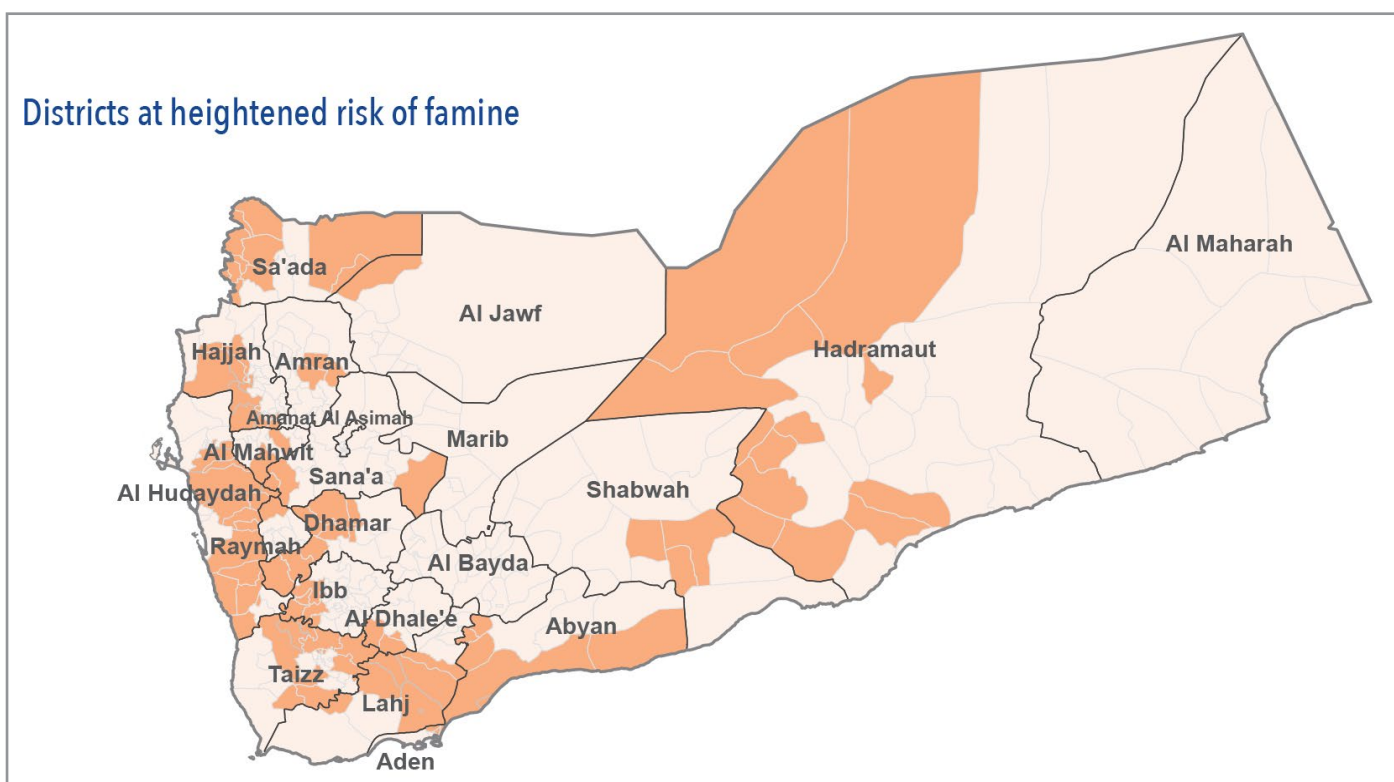 Districts at heightened risk of famine
Al Maharah
Sa'ada
Al Jawf
Hadramaut
Hajjah
Amran
Amanat Al Asimah
Marib
Al Mahwit
Sana'a
Shabwah
Al Hudaydah
Dhamar
Raymah
Al Bayda
Ibb
Al Dhale'e
Abyan
Taizz
Lahj
Aden